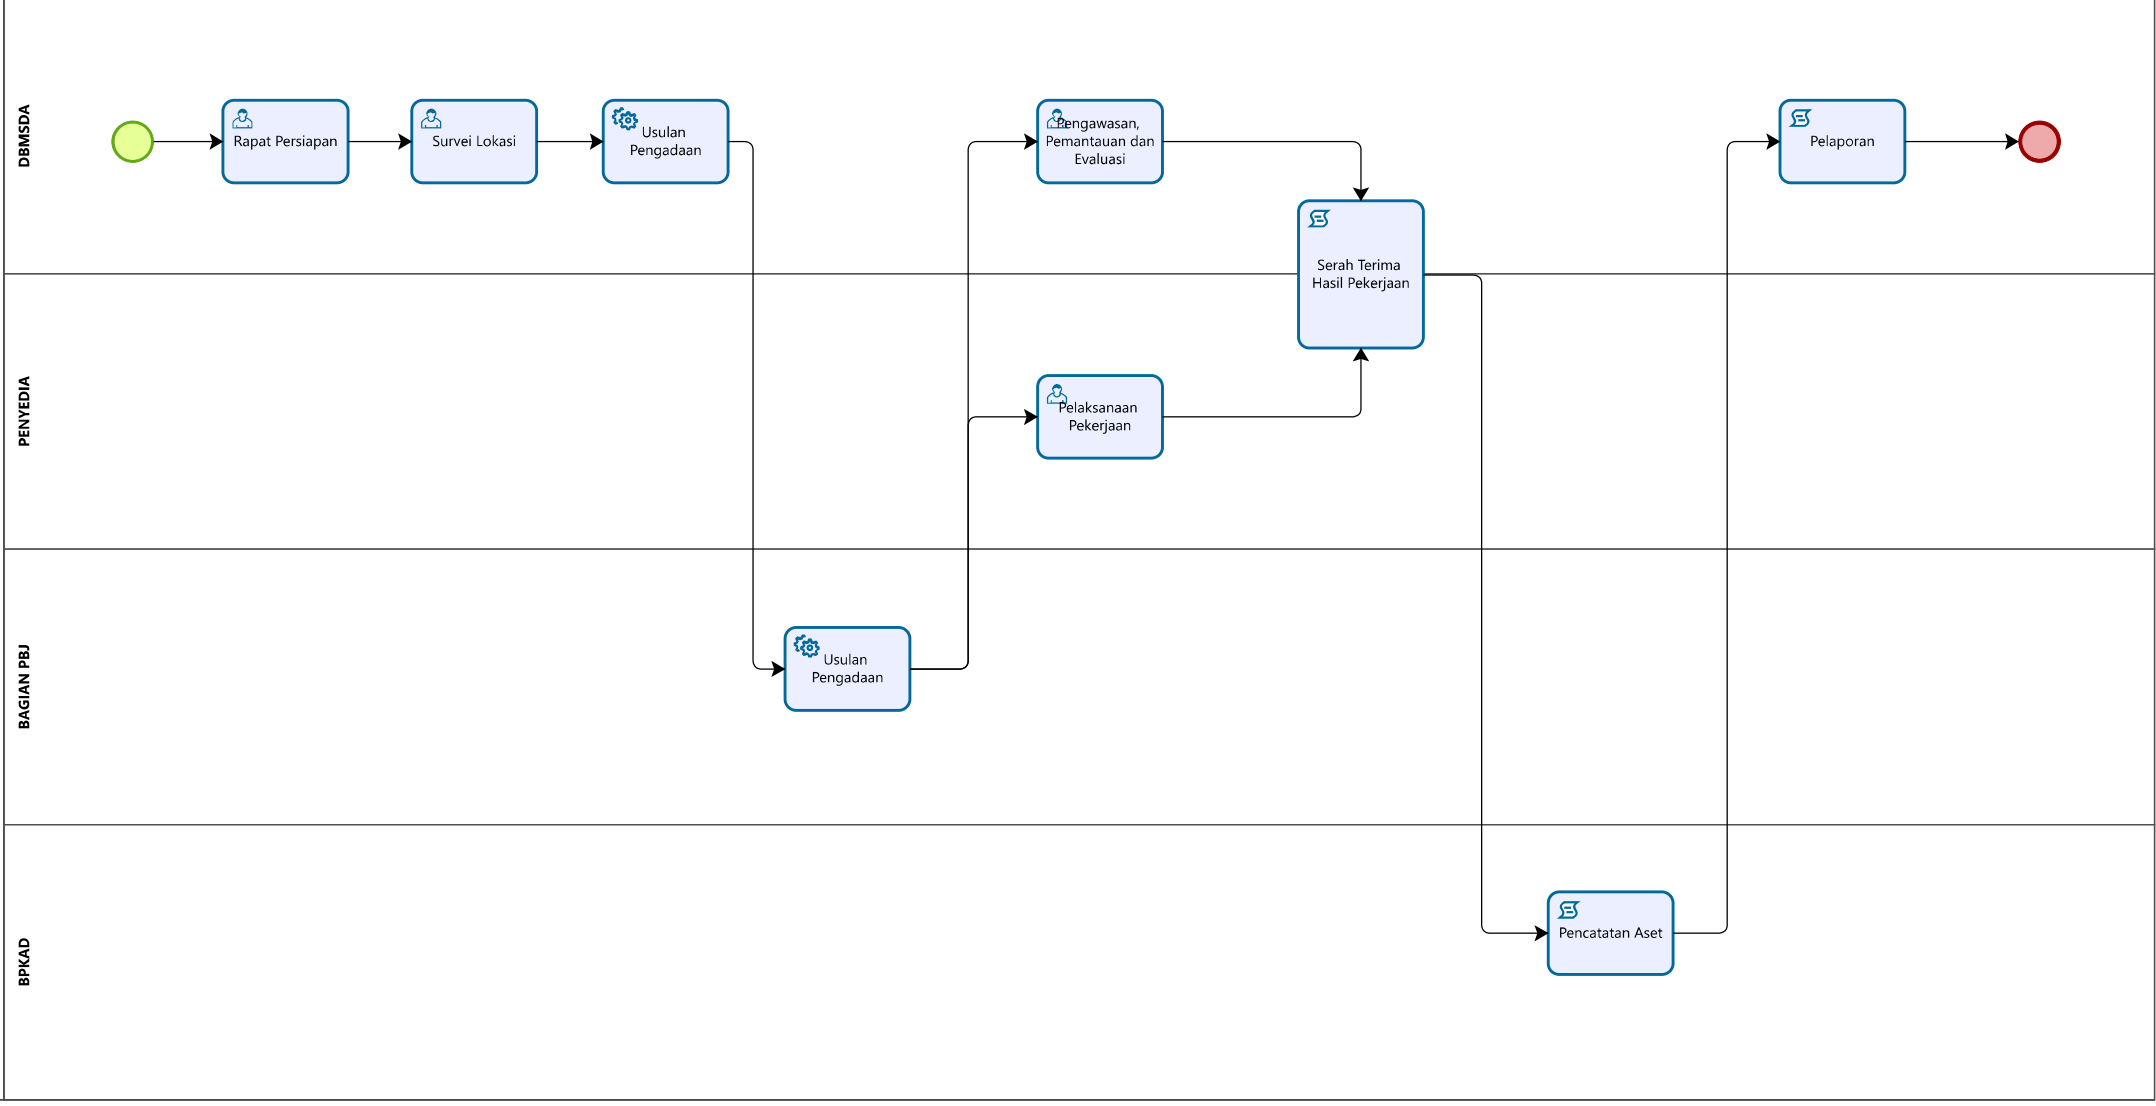 DBMSDA
Rapat Persiapan
Survei Lokasi
Usulan
Pengadaan
Pengawasan,
Pemantauan dan
Evaluasi
Pelaporan
Serah Terima
Hasil Pekerjaan
PENYEDIA
Pelaksanaan
Pekerjaan
BAGIAN PBJ
Usulan
Pengadaan
BPKAD
Pencatatan Aset